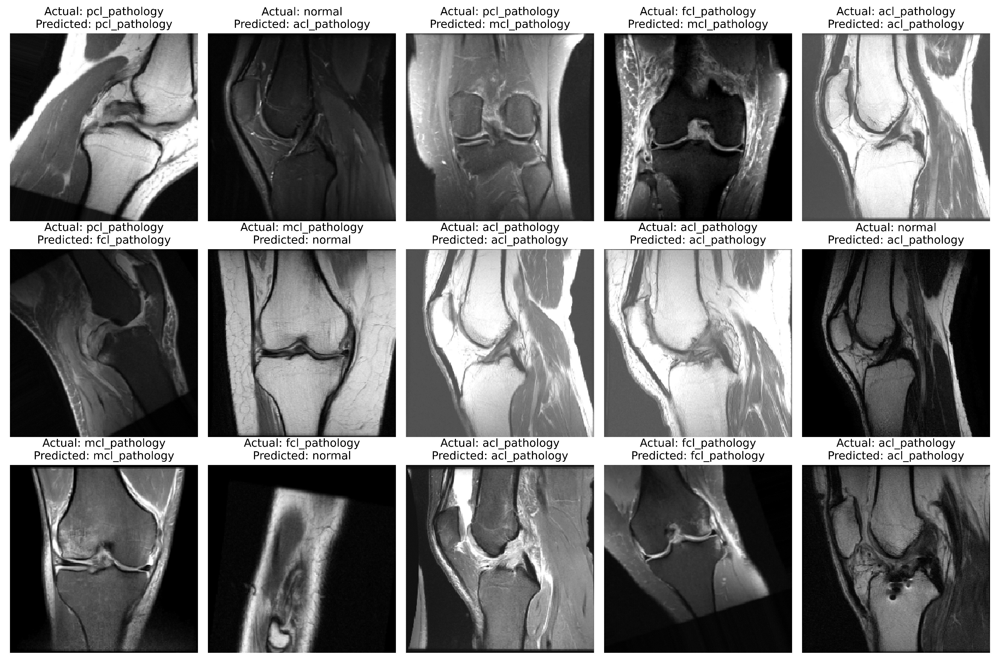 Actual: pcl_pathology
Predicted: pcl_pathology
Actual: normal
Predicted: acl_pathology
Actual: pcl_pathology
Predicted: mcl_pathology
Actual: fcl_pathology
Predicted: mcl_pathology
Actual: acl_pathology
Predicted: acl_pathology
Actual: pcl_pathology
Predicted: fcl_pathology
Actual: mcl_pathology
Predicted: normal
Actual: acl_pathology
Predicted: acl_pathology
Actual: acl_pathology
Predicted: acl_pathology
Actual: normal
Predicted: acl_pathology
Actual: mcl_pathology
Predicted: mcl_pathology
Actual: fcl_pathology
Predicted: normal
Actual: acl_pathology
Predicted: acl_pathology
Actual: fcl_pathology
Predicted: fcl_pathology
Actual: acl_pathology
Predicted: acl_pathology